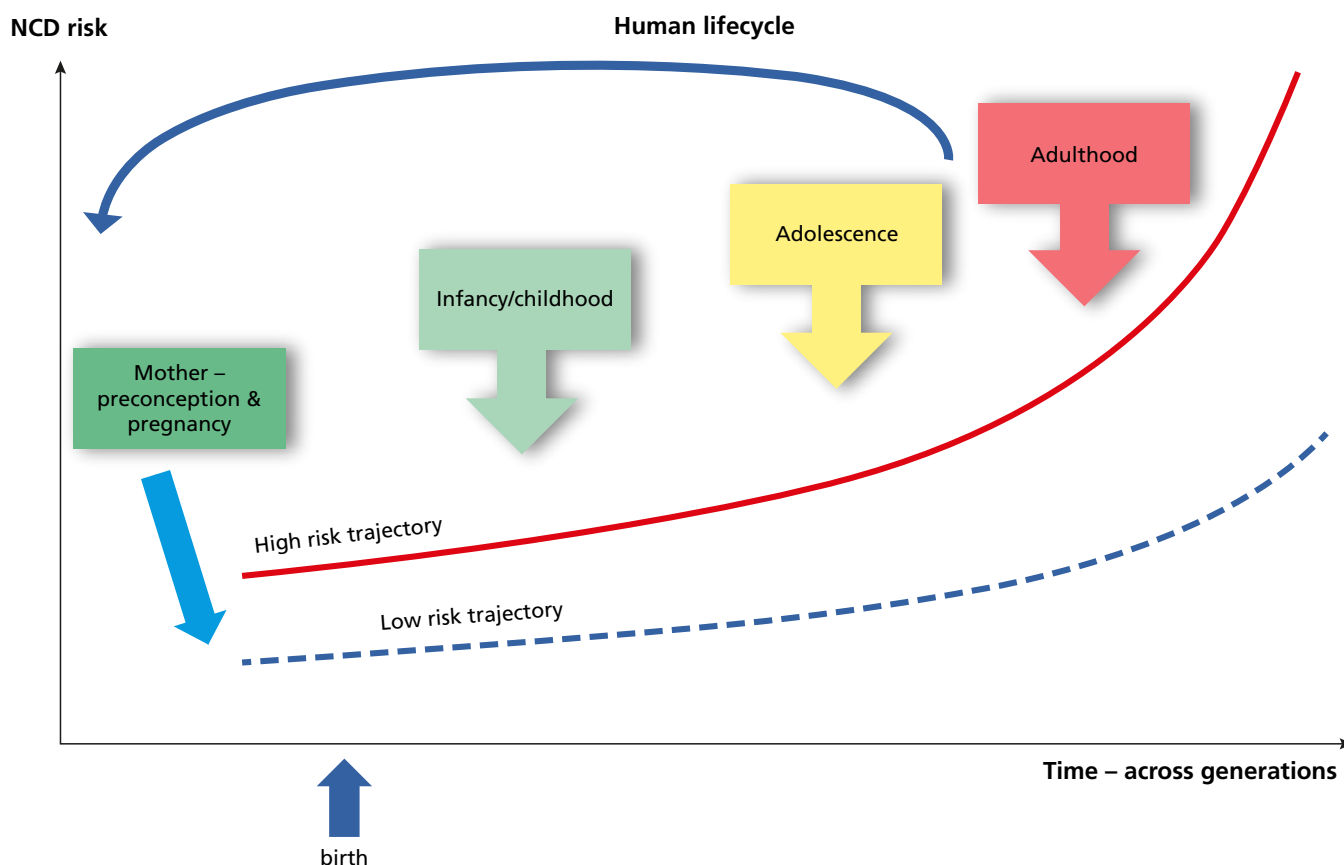 NCD risk
Human lifecycle
Adulthood
Adolescence
Infancy/childhood
Mother –
preconception &
pregnancy
High risk trajectory
Low risk trajectory
Time – across generations
birth